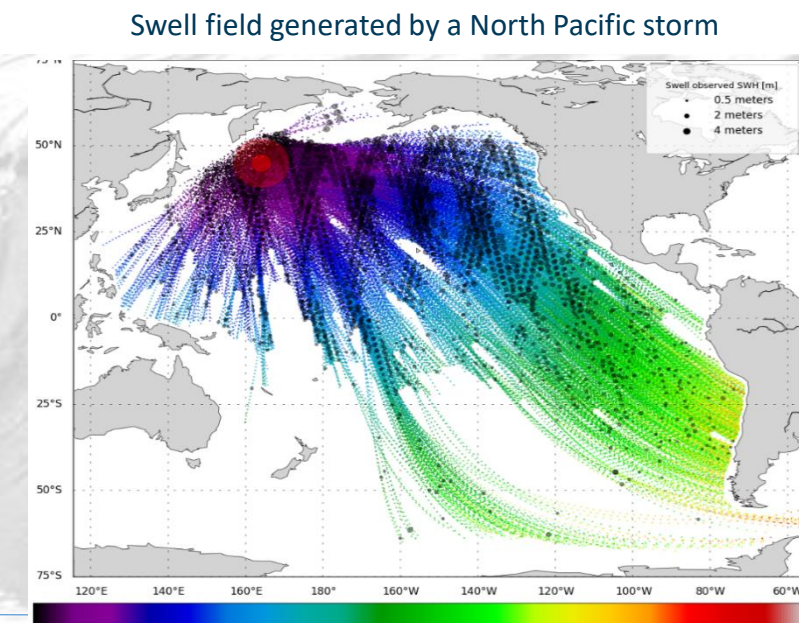 Swell field generated by a North Pacific storm
Swell observed SWH [m]
0.5 meters
2 meters
4 meters
75°N
50°N
25°N
0°
25°S
50°S
75°S
120°E 140°E 160°E 180° 160°W 140°W 120°W 100°W 80°W 60°W